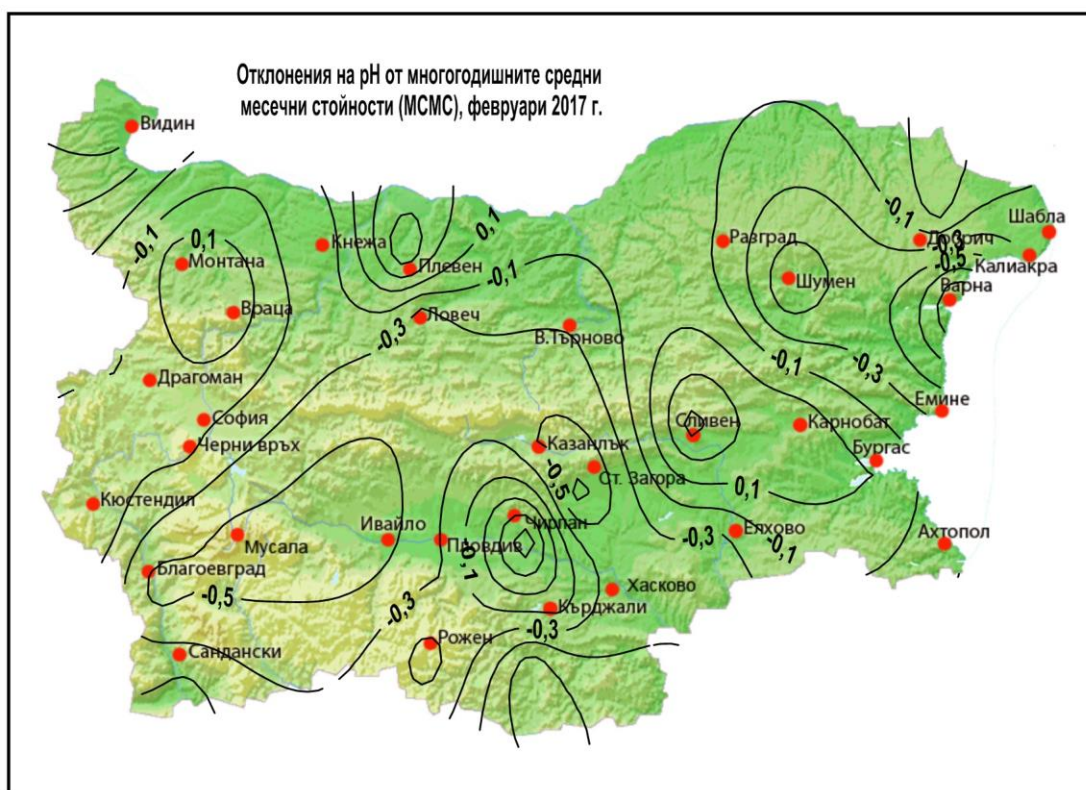 Отклонения на pH от многогодишните средни
месечни стойности (МСМС), февруари 2017 г.
Видин
-0,1
0,1
Монтана
Враца
Кнежа
0,1
Плевен
-0,1
-0,3
Ловеч
В.Търново
Разград
Шумен
-0,1
Добрич
-0,3
-0,5
Шабла
Калиакра
Варна
-0,1
-0,3
Емине
Драгоман
София
Черни връх
Сливен
Карнобат
Бургас
Казанлък
-0,5
Ст. Загора
0,1
Кюстендил
Мусала
Ивайло
Пловдив
Чирпан
-0,3
Елхово
-0,1
Ахтопол
Благоевград
-0,5
-0,3
-0,1
Хасково
Кърджали
-0,3
Рожен
Сандански